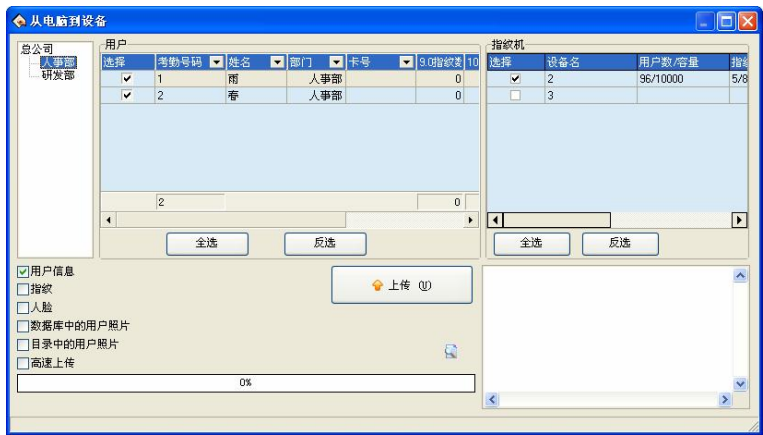 从电脑到设备
总公司
人事部
研发部
用户
选择 考勤号码 姓名 部门 卡号 9.0指纹数 10
1 雨 人事部 0
2 春 人事部 0
2 0
全选 反选
指纹机
选择 设备名 用户数/容量 指纹
2 96/10000 5/8
3
全选 反选
用户信息
指纹
人脸
数据库中的用户照片
目录中的用户照片
高速上传
上传 (U)
0%